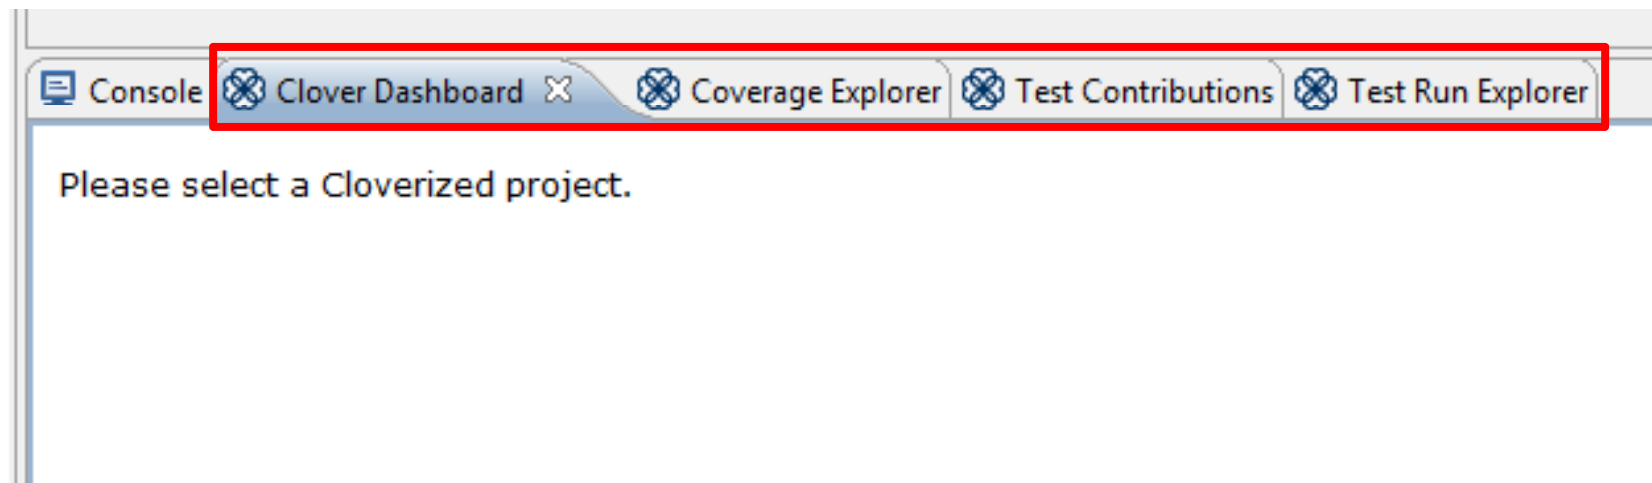 Console Clover Dashboard Coverage Explorer Test Contributions Test Run Explorer
Please select a Cloverized project.